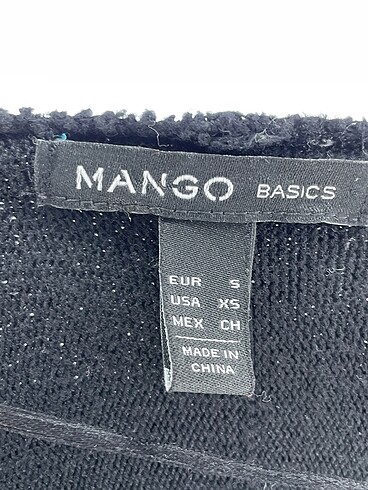 MANGO BASICS
EUR S
USA XS
MEX CH
MADE IN
CHINA